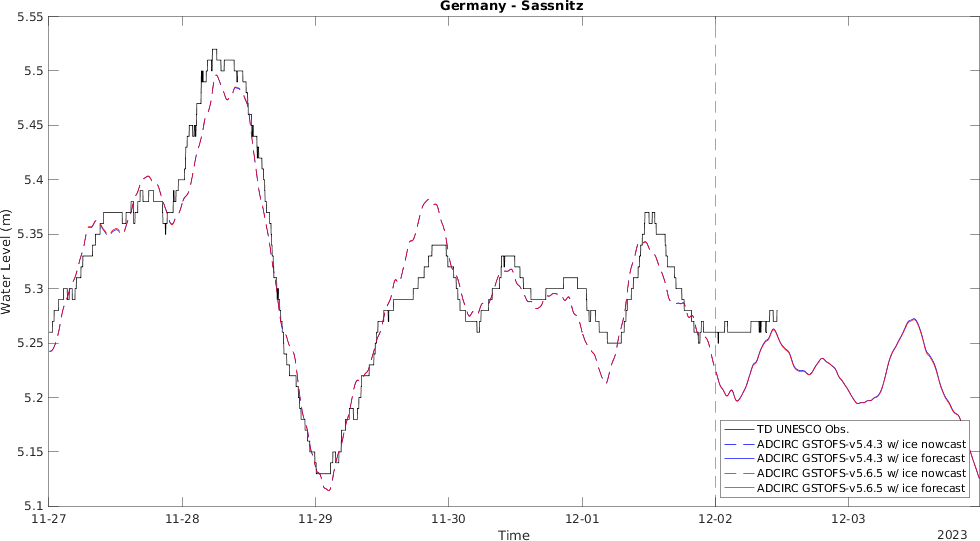 Germany - Sassnitz
5.55
5.5
5.45
5.4
5.35
5.3
5.25
5.2
5.15
5.1
Water Level (m)
TD UNESCO Obs.
ADCIRC GSTOFS-v5.4.3 w/ ice nowcast
ADCIRC GSTOFS-v5.4.3 w/ ice forecast
ADCIRC GSTOFS-v5.6.5 w/ ice nowcast
ADCIRC GSTOFS-v5.6.5 w/ ice forecast
11-27 11-28 11-29 11-30 12-01 12-02 12-03
Time
2023